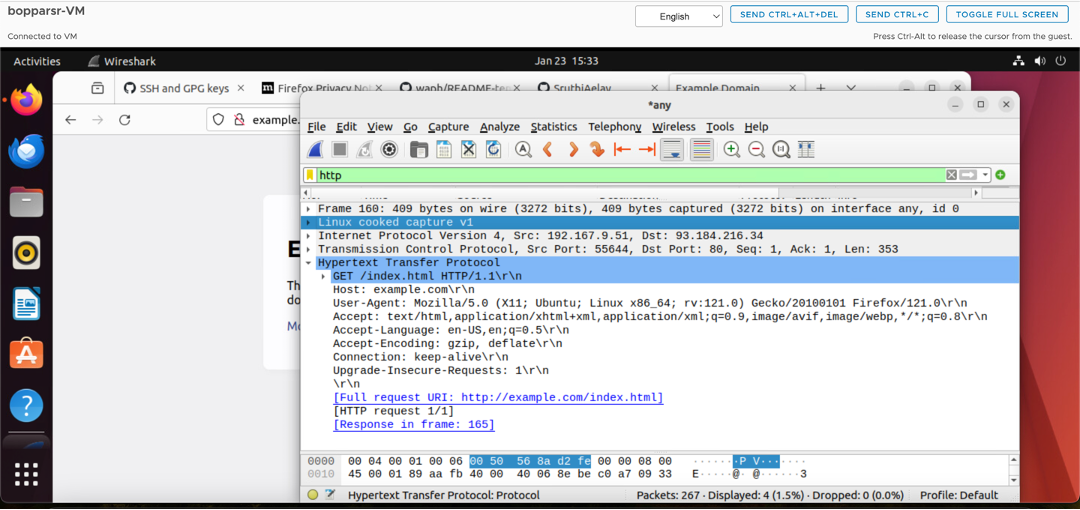 bopparsr-VM
English
SEND CTRL+ALT+DEL
SEND CTRL+C
TOGGLE FULL SCREEN
Connected to VM
Press Ctrl-Alt to release the cursor from the guest.
Activities
Wireshark
Jan 23 15:33
SSH and GPG keys
Firefox Privacy No
waph/README-te
SruthiAelay
Example Domain
example.
E
Th
do
Mo
*any
File Edit View Go Capture Analyze Statistics Telephony Wireless Tools Help
http
Frame 160: 409 bytes on wire (3272 bits), 409 bytes captured (3272 bits) on interface any, id 0
Linux cooked capture v1
Internet Protocol Version 4, Src: 192.167.9.51, Dst: 93.184.216.34
Transmission Control Protocol, Src Port: 55644, Dst Port: 80, Seq: 1, Ack: 1, Len: 353
Hypertext Transfer Protocol
GET /index.html HTTP/1.1\r\n
Host: example.com\r\n
User-Agent: Mozilla/5.0 (X11; Ubuntu; Linux x86_64; rv:121.0) Gecko/20100101 Firefox/121.0\r\n
Accept: text/html,application/xhtml+xml,application/xml;q=0.9,image/avif,image/webp,*/*;q=0.8\r\n
Accept-Language: en-US,en;q=0.5\r\n
Accept-Encoding: gzip, deflate\r\n
Connection: keep-alive\r\n
Upgrade-Insecure-Requests: 1\r\n
\r\n
[Full request URI: http://example.com/index.html]
[HTTP request 1/1]
[Response in frame: 165]
0000 00 04 00 01 00 06 00 50 56 8a d2 fe 00 00 08 00 ·······P V·······
0010 45 00 01 89 aa fb 40 00 40 06 8e be c0 a7 09 33 E·····@· @······3
Hypertext Transfer Protocol: Protocol
Packets: 267 · Displayed: 4 (1.5%) · Dropped: 0 (0.0%)
Profile: Default